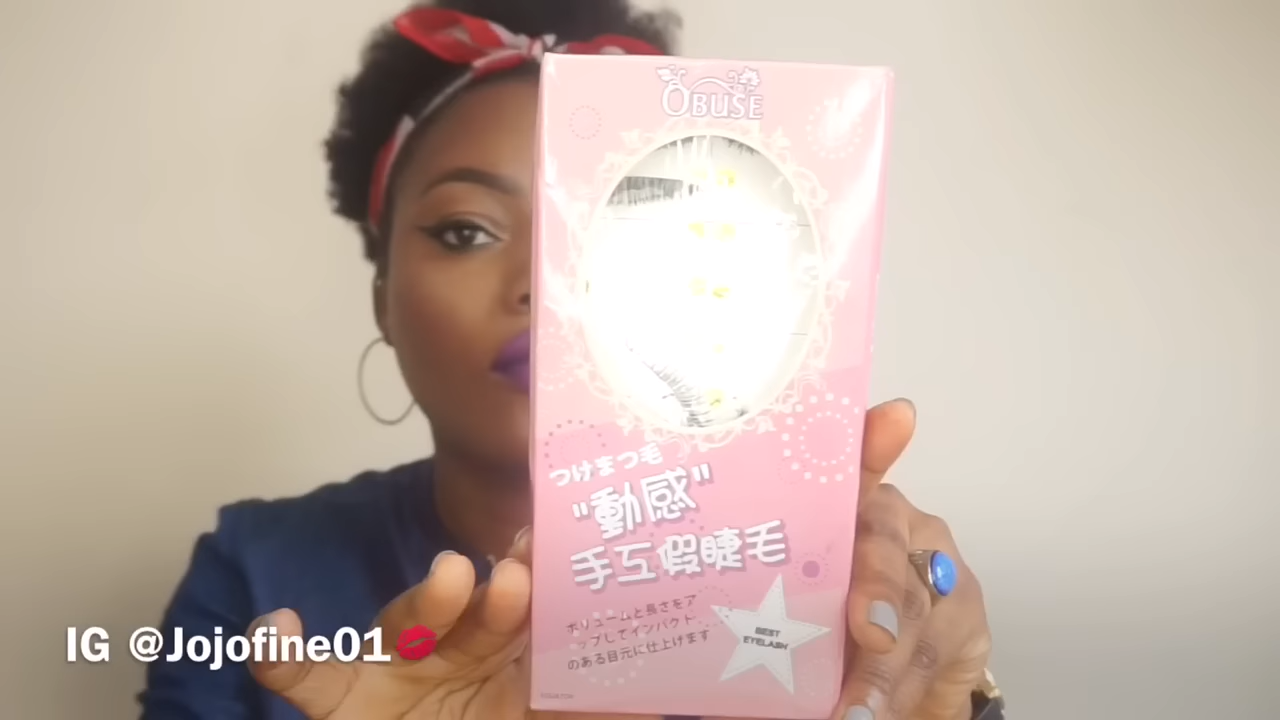 OBUSE
つけまつ毛
"動感"
手互假睫毛
ボリュームと長さをア
ップしてインパクト
のある目元に仕上げます
BEST
EYELASH
IG @Jojofine01💋